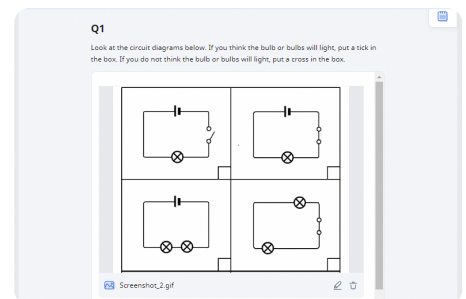 Q1
Look at the circuit diagrams below. If you think the bulb or bulbs will light, put a tick in
the box. If you do not think the bulb or bulbs will light, put a cross in the box.
Screenshot_2.gif